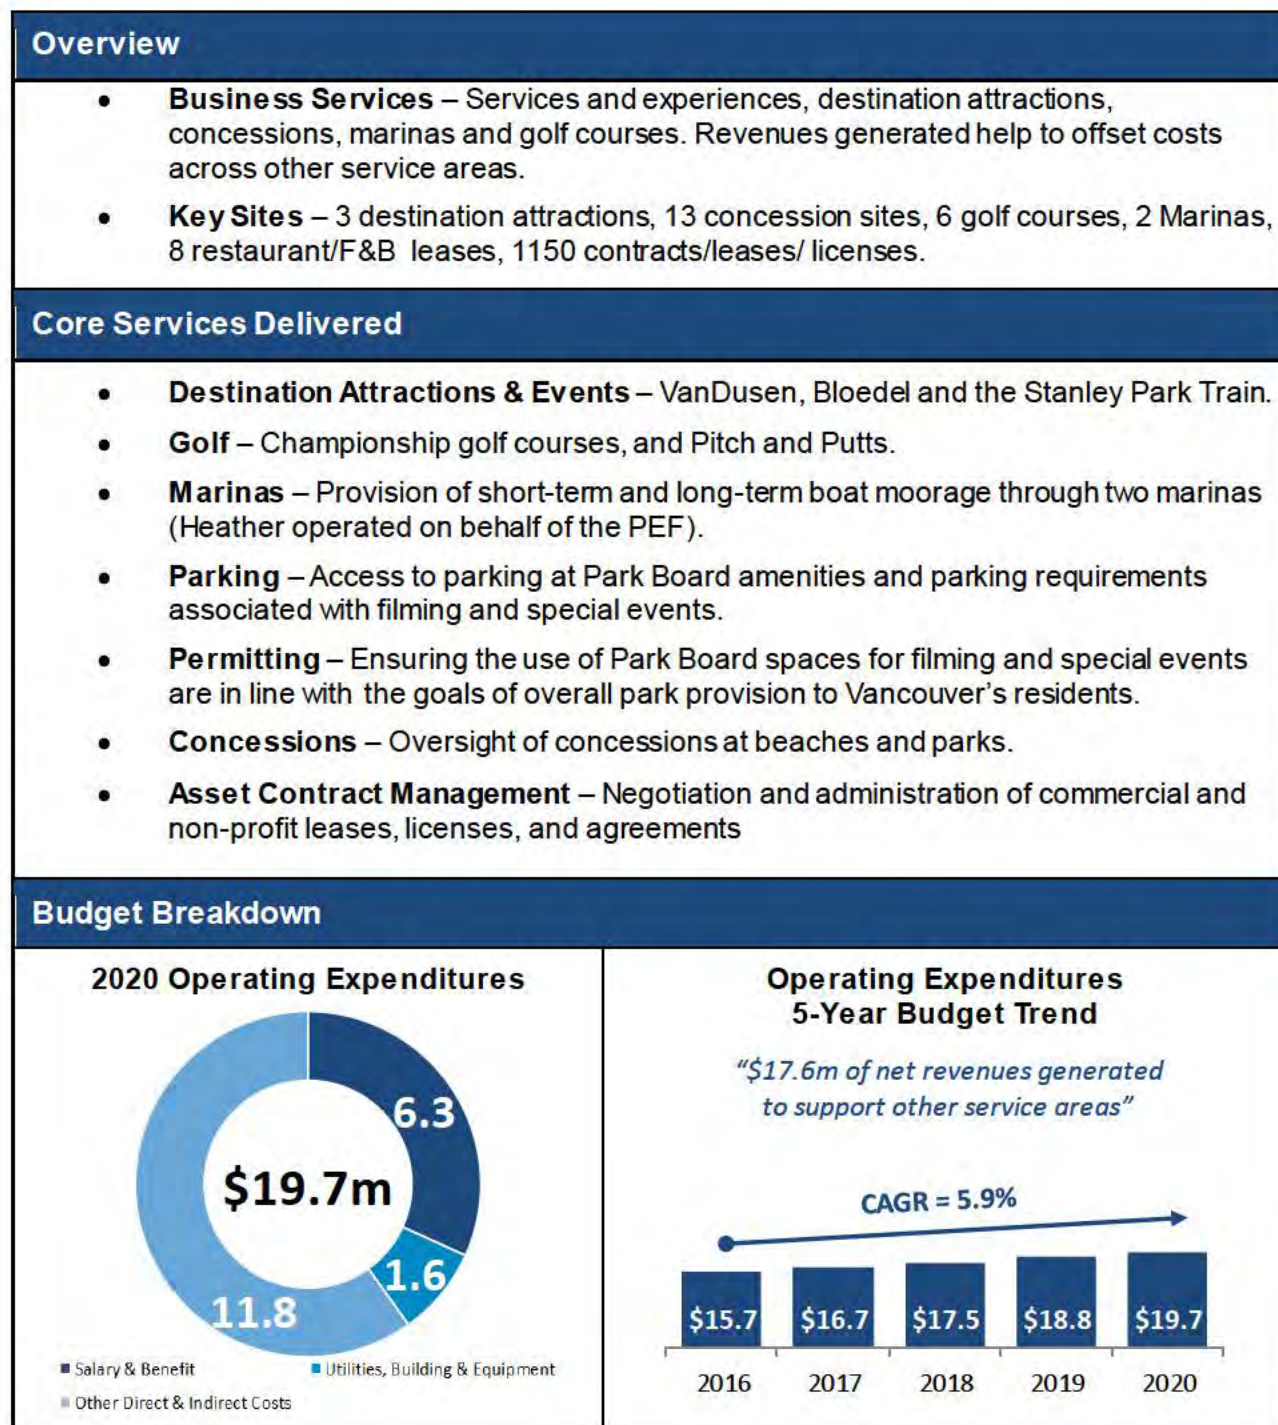 Overview
• Business Services – Services and experiences, destination attractions,
concessions, marinas and golf courses. Revenues generated help to offset costs
across other service areas.
• Key Sites – 3 destination attractions, 13 concession sites, 6 golf courses, 2 Marinas,
8 restaurant/F&B leases, 1150 contracts/leases/ licenses.
Core Services Delivered
• Destination Attractions & Events – VanDusen, Bloedel and the Stanley Park Train.
• Golf – Championship golf courses, and Pitch and Putts.
• Marinas – Provision of short-term and long-term boat moorage through two marinas
(Heather operated on behalf of the PEF).
• Parking – Access to parking at Park Board amenities and parking requirements
associated with filming and special events.
• Permitting – Ensuring the use of Park Board spaces for filming and special events
are in line with the goals of overall park provision to Vancouver's residents.
• Concessions – Oversight of concessions at beaches and parks.
• Asset Contract Management – Negotiation and administration of commercial and
non-profit leases, licenses, and agreements
Budget Breakdown
2020 Operating Expenditures
6.3
$19.7m
1.6
11.8
Salary & Benefit
Utilities, Building & Equipment
Other Direct & Indirect Costs
Operating Expenditures
5-Year Budget Trend
"$17.6m of net revenues generated
to support other service areas"
CAGR = 5.9%
$15.7 $16.7 $17.5 $18.8 $19.7
2016 2017 2018 2019 2020